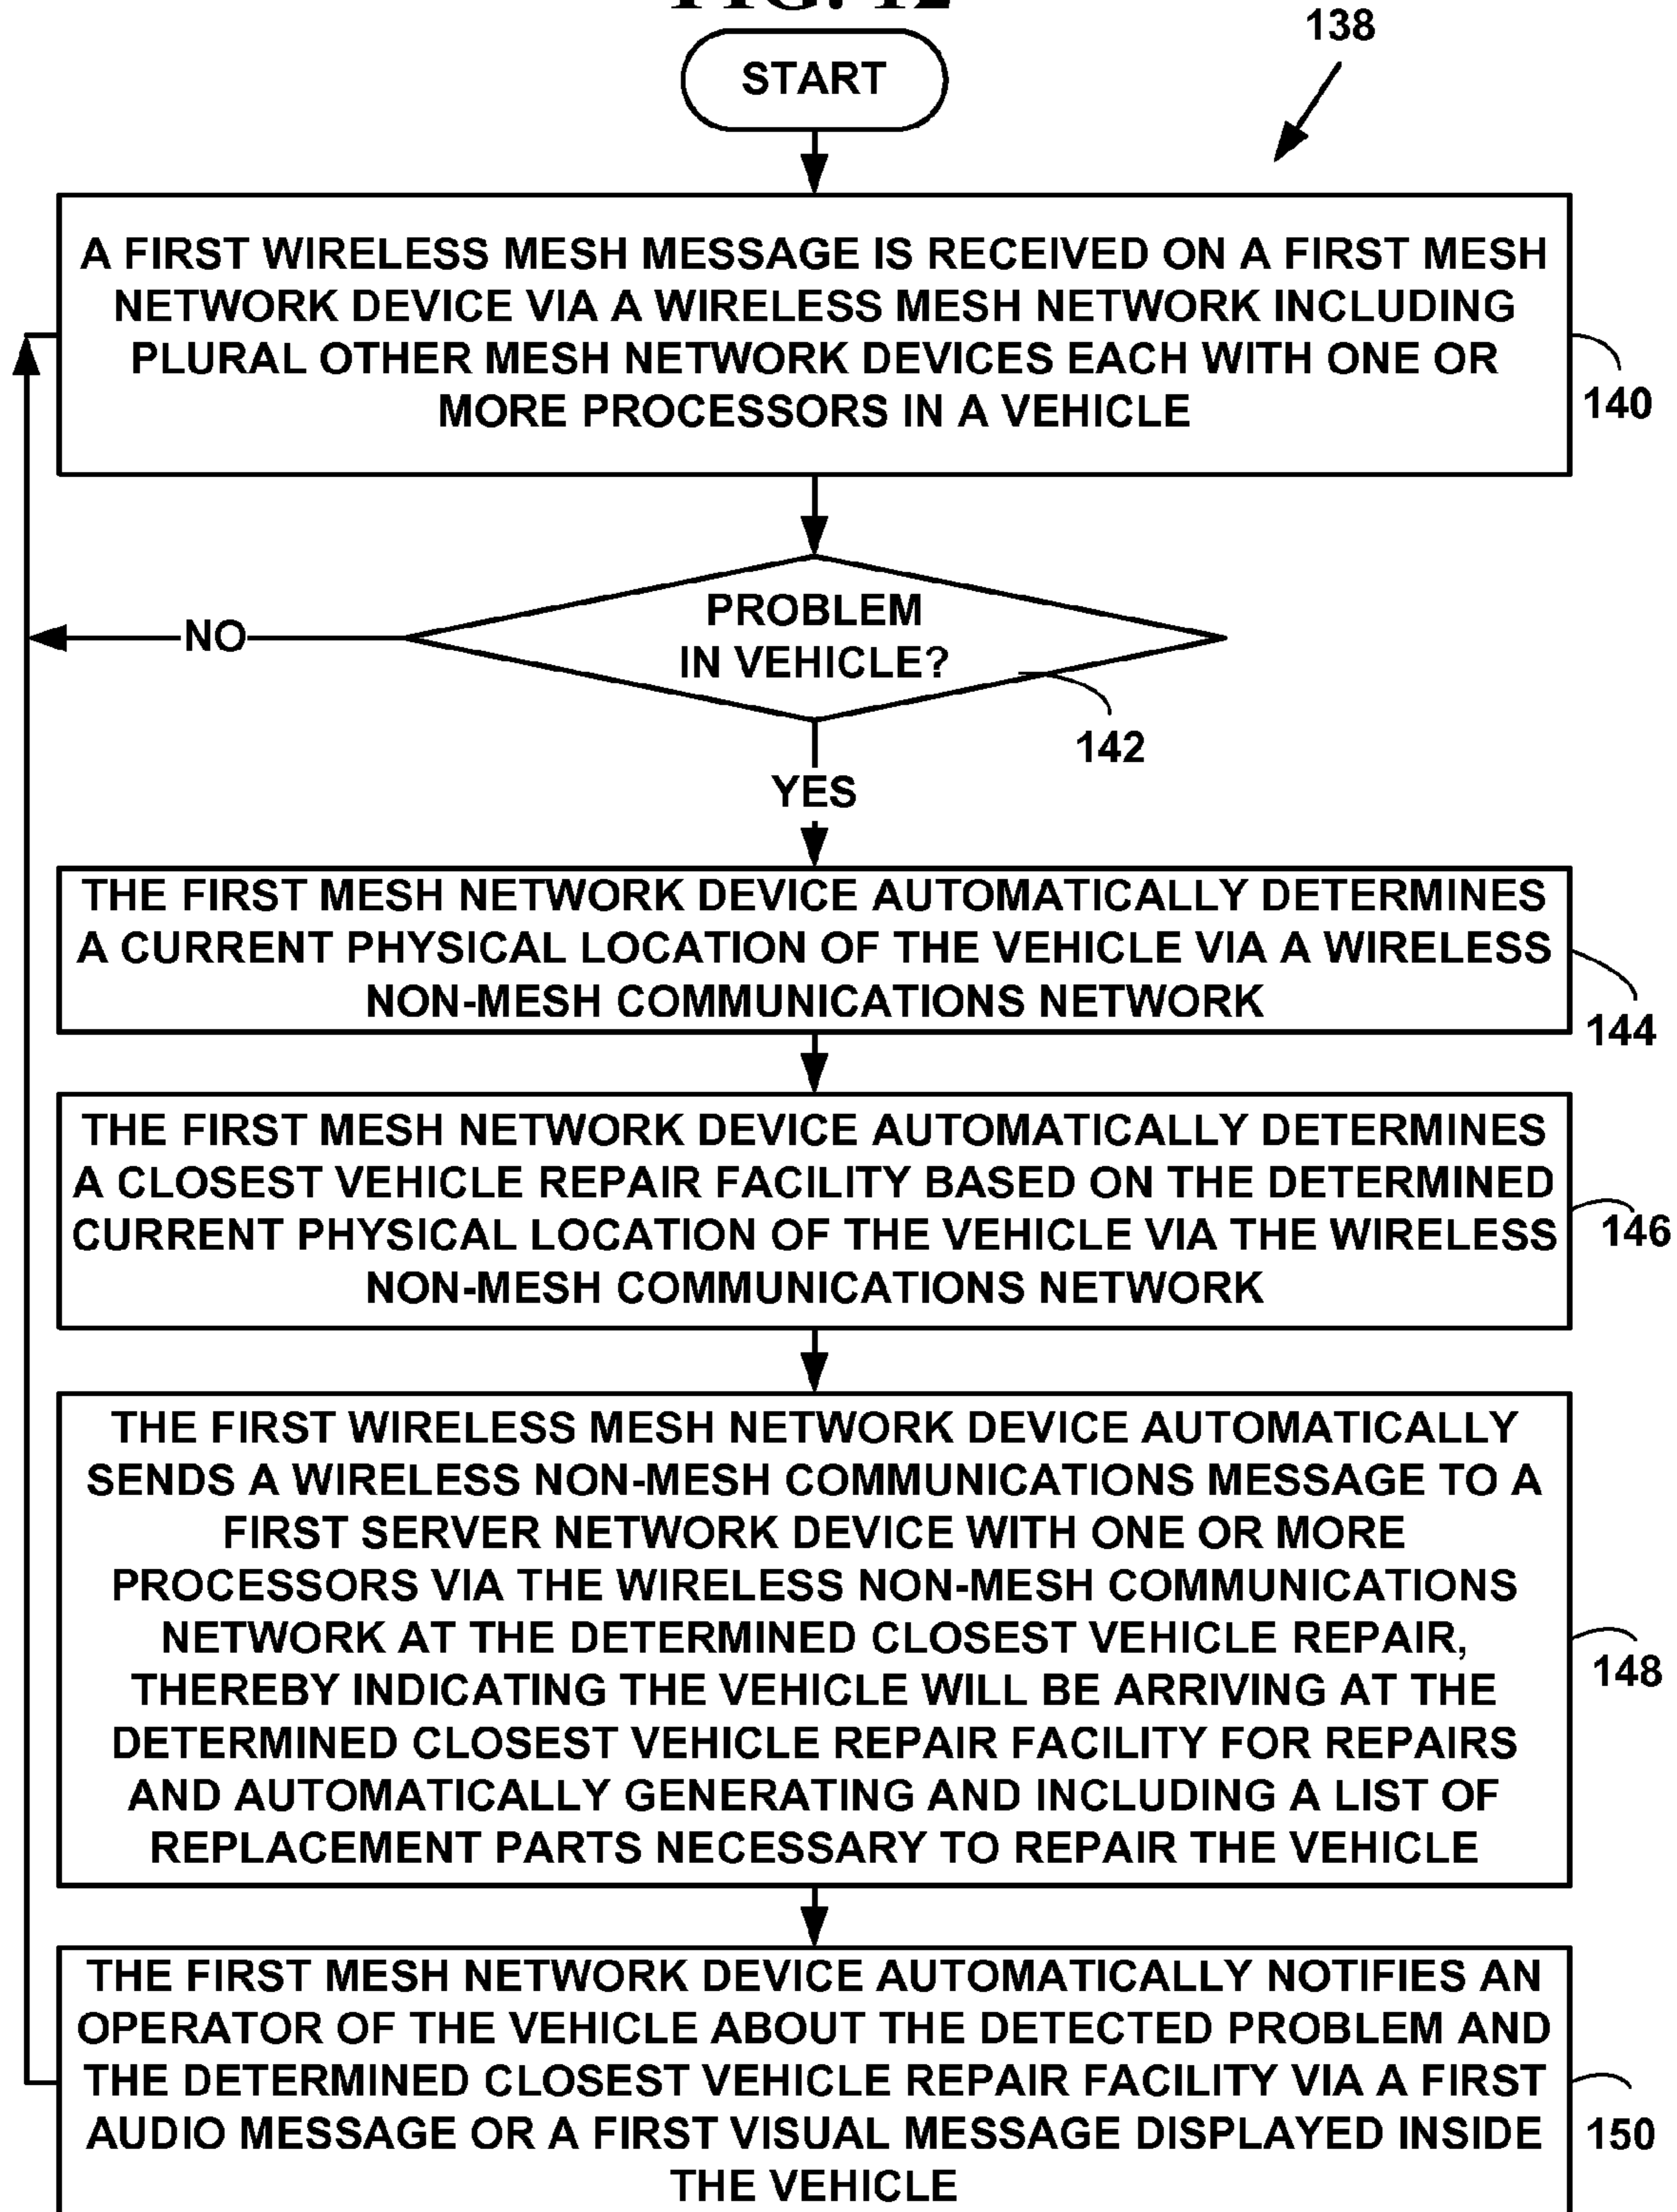 FIG. 12
138
START
A FIRST WIRELESS MESH MESSAGE IS RECEIVED ON A FIRST MESH
NETWORK DEVICE VIA A WIRELESS MESH NETWORK INCLUDING
PLURAL OTHER MESH NETWORK DEVICES EACH WITH ONE OR
MORE PROCESSORS IN A VEHICLE
140
PROBLEM
IN VEHICLE?
NO
142
YES
THE FIRST MESH NETWORK DEVICE AUTOMATICALLY DETERMINES
A CURRENT PHYSICAL LOCATION OF THE VEHICLE VIA A WIRELESS
NON-MESH COMMUNICATIONS NETWORK
144
THE FIRST MESH NETWORK DEVICE AUTOMATICALLY DETERMINES
A CLOSEST VEHICLE REPAIR FACILITY BASED ON THE DETERMINED
CURRENT PHYSICAL LOCATION OF THE VEHICLE VIA THE WIRELESS
NON-MESH COMMUNICATIONS NETWORK
146
THE FIRST WIRELESS MESH NETWORK DEVICE AUTOMATICALLY
SENDS A WIRELESS NON-MESH COMMUNICATIONS MESSAGE TO A
FIRST SERVER NETWORK DEVICE WITH ONE OR MORE
PROCESSORS VIA THE WIRELESS NON-MESH COMMUNICATIONS
NETWORK AT THE DETERMINED CLOSEST VEHICLE REPAIR,
THEREBY INDICATING THE VEHICLE WILL BE ARRIVING AT THE
DETERMINED CLOSEST VEHICLE REPAIR FACILITY FOR REPAIRS
AND AUTOMATICALLY GENERATING AND INCLUDING A LIST OF
REPLACEMENT PARTS NECESSARY TO REPAIR THE VEHICLE
148
THE FIRST MESH NETWORK DEVICE AUTOMATICALLY NOTIFIES AN
OPERATOR OF THE VEHICLE ABOUT THE DETECTED PROBLEM AND
THE DETERMINED CLOSEST VEHICLE REPAIR FACILITY VIA A FIRST
AUDIO MESSAGE OR A FIRST VISUAL MESSAGE DISPLAYED INSIDE
THE VEHICLE
150